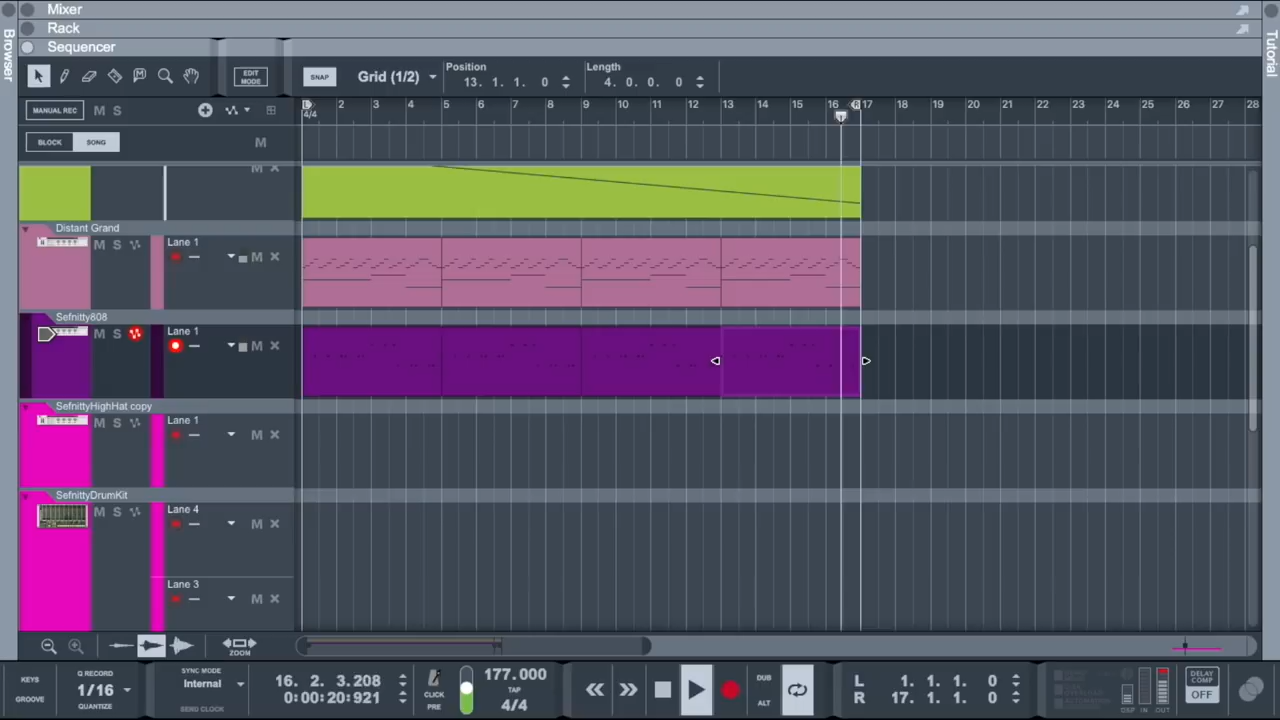 Mixer
Rack
Sequencer
Browser
Tutorial
EDIT MODE
SNAP
Grid (1/2)
Position
13. 1. 1. 0
Length
4. 0. 0. 0
MANUAL REC
M S
2 3 4 5 6 7 8 9 10 11 12 13 14 15 16 17 18 19 20 21 22 23 24 25 26 27 28
4/4
BLOCK
SONG
M
M
Distant Grand
M S
Lane 1
M
Sefnitty808
M S
Lane 1
M
SefnittyHighHat copy
M S
Lane 1
M
SefnittyDrumKit
M S
Lane 4
M
Lane 3
M
ZOOM
KEYS
GROOVE
Q RECORD
1/16
QUANTIZE
SYNC MODE
Internal
SEND CLOCK
16. 2. 3.208
0:00:20:921
CLICK
PRE
177.000
TAP
4/4
DUB
ALT
L 1. 1. 1. 0
R 17. 1. 1. 0
DSP IN OUT
DELAY COMP
OFF